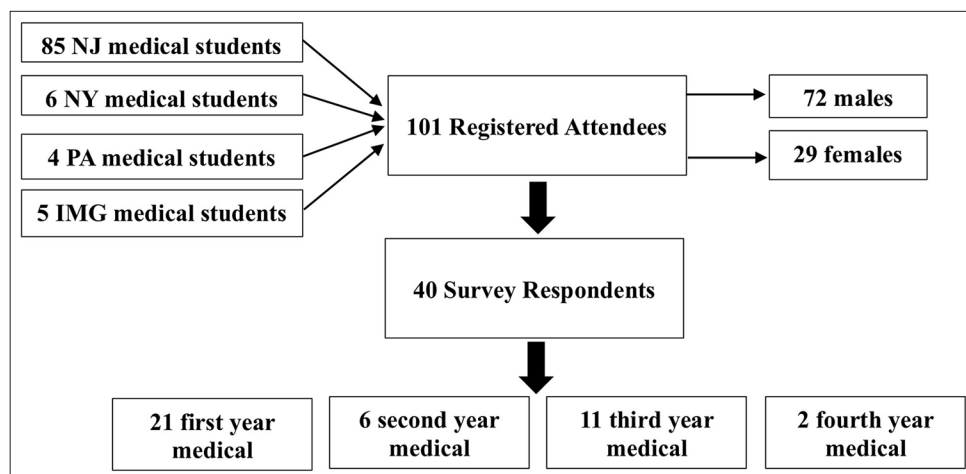 85 NJ medical students
6 NY medical students
4 PA medical students
5 IMG medical students
101 Registered Attendees
72 males
29 females
40 Survey Respondents
21 first year
medical
6 second year
medical
11 third year
medical
2 fourth year
medical